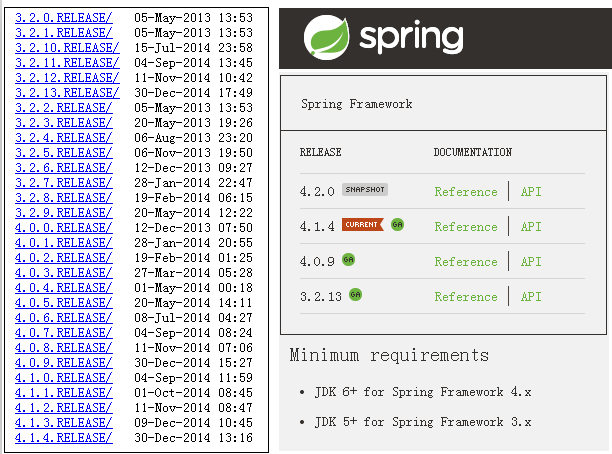 3.2.0.RELEASE/ 05-May-2013 13:53
3.2.1.RELEASE/ 05-May-2013 13:53
3.2.10.RELEASE/ 15-Jul-2014 23:58
3.2.11.RELEASE/ 04-Sep-2014 13:45
3.2.12.RELEASE/ 11-Nov-2014 10:42
3.2.13.RELEASE/ 30-Dec-2014 17:49
3.2.2.RELEASE/ 05-May-2013 13:53
3.2.3.RELEASE/ 20-May-2013 19:26
3.2.4.RELEASE/ 06-Aug-2013 23:20
3.2.5.RELEASE/ 06-Nov-2013 19:50
3.2.6.RELEASE/ 12-Dec-2013 09:27
3.2.7.RELEASE/ 28-Jan-2014 22:47
3.2.8.RELEASE/ 19-Feb-2014 06:15
3.2.9.RELEASE/ 20-May-2014 12:22
4.0.0.RELEASE/ 12-Dec-2013 07:50
4.0.1.RELEASE/ 28-Jan-2014 20:55
4.0.2.RELEASE/ 19-Feb-2014 01:25
4.0.3.RELEASE/ 27-Mar-2014 05:28
4.0.4.RELEASE/ 01-May-2014 00:18
4.0.5.RELEASE/ 20-May-2014 14:11
4.0.6.RELEASE/ 08-Jul-2014 04:27
4.0.7.RELEASE/ 04-Sep-2014 08:24
4.0.8.RELEASE/ 11-Nov-2014 07:06
4.0.9.RELEASE/ 30-Dec-2014 15:27
4.1.0.RELEASE/ 04-Sep-2014 11:59
4.1.1.RELEASE/ 01-Oct-2014 08:45
4.1.2.RELEASE/ 11-Nov-2014 08:47
4.1.3.RELEASE/ 09-Dec-2014 10:45
4.1.4.RELEASE/ 30-Dec-2014 13:16
spring
Spring Framework
RELEASE DOCUMENTATION
4.2.0 SNAPSHOT Reference | API
4.1.4 CURRENT GA Reference | API
4.0.9 GA Reference | API
3.2.13 GA Reference | API
Minimum requirements
• JDK 6+ for Spring Framework 4.x
• JDK 5+ for Spring Framework 3.x